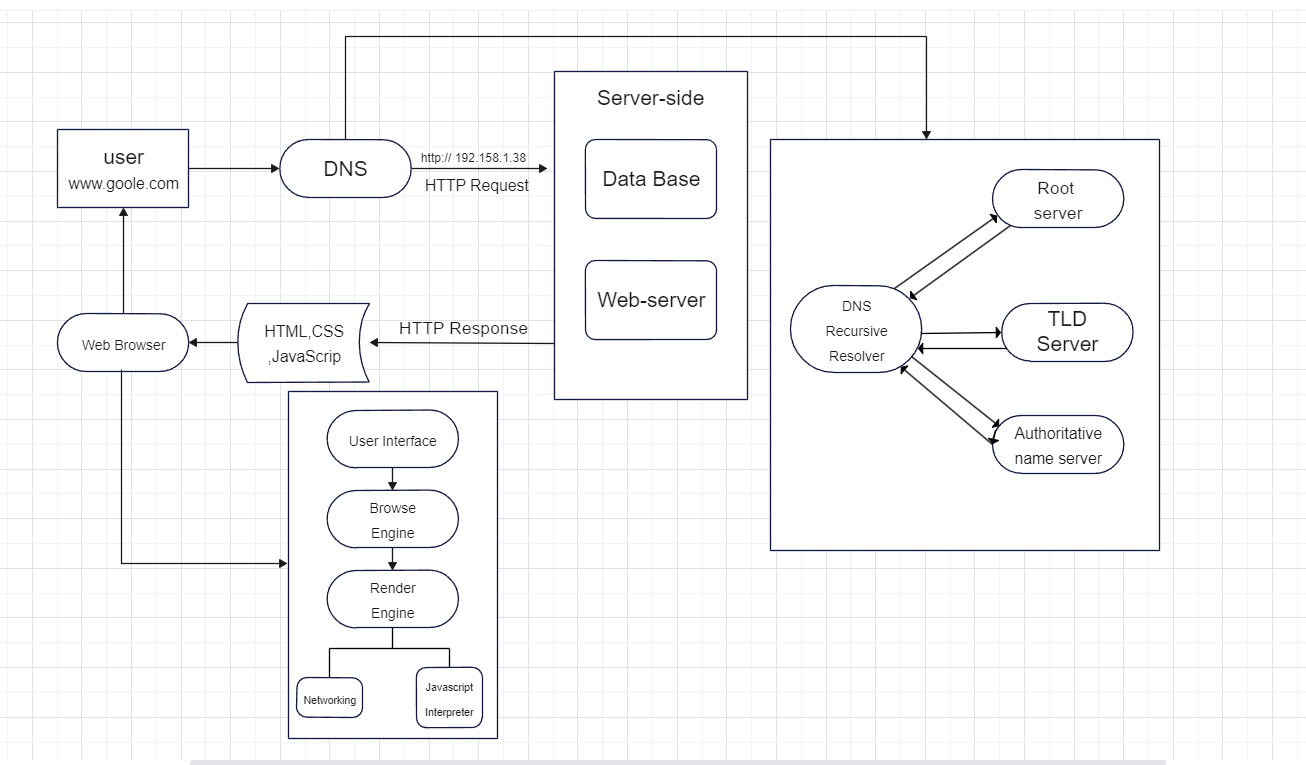 user
www.goole.com
DNS
http:// 192.158.1.38
HTTP Request
Server-side
Data Base
Web-server
HTTP Response
HTML,CSS
,JavaScrip
Web Browser
User Interface
Browse
Engine
Render
Engine
Networking
Javascript
Interpreter
Root
server
DNS
Recursive
Resolver
TLD
Server
Authoritative
name server